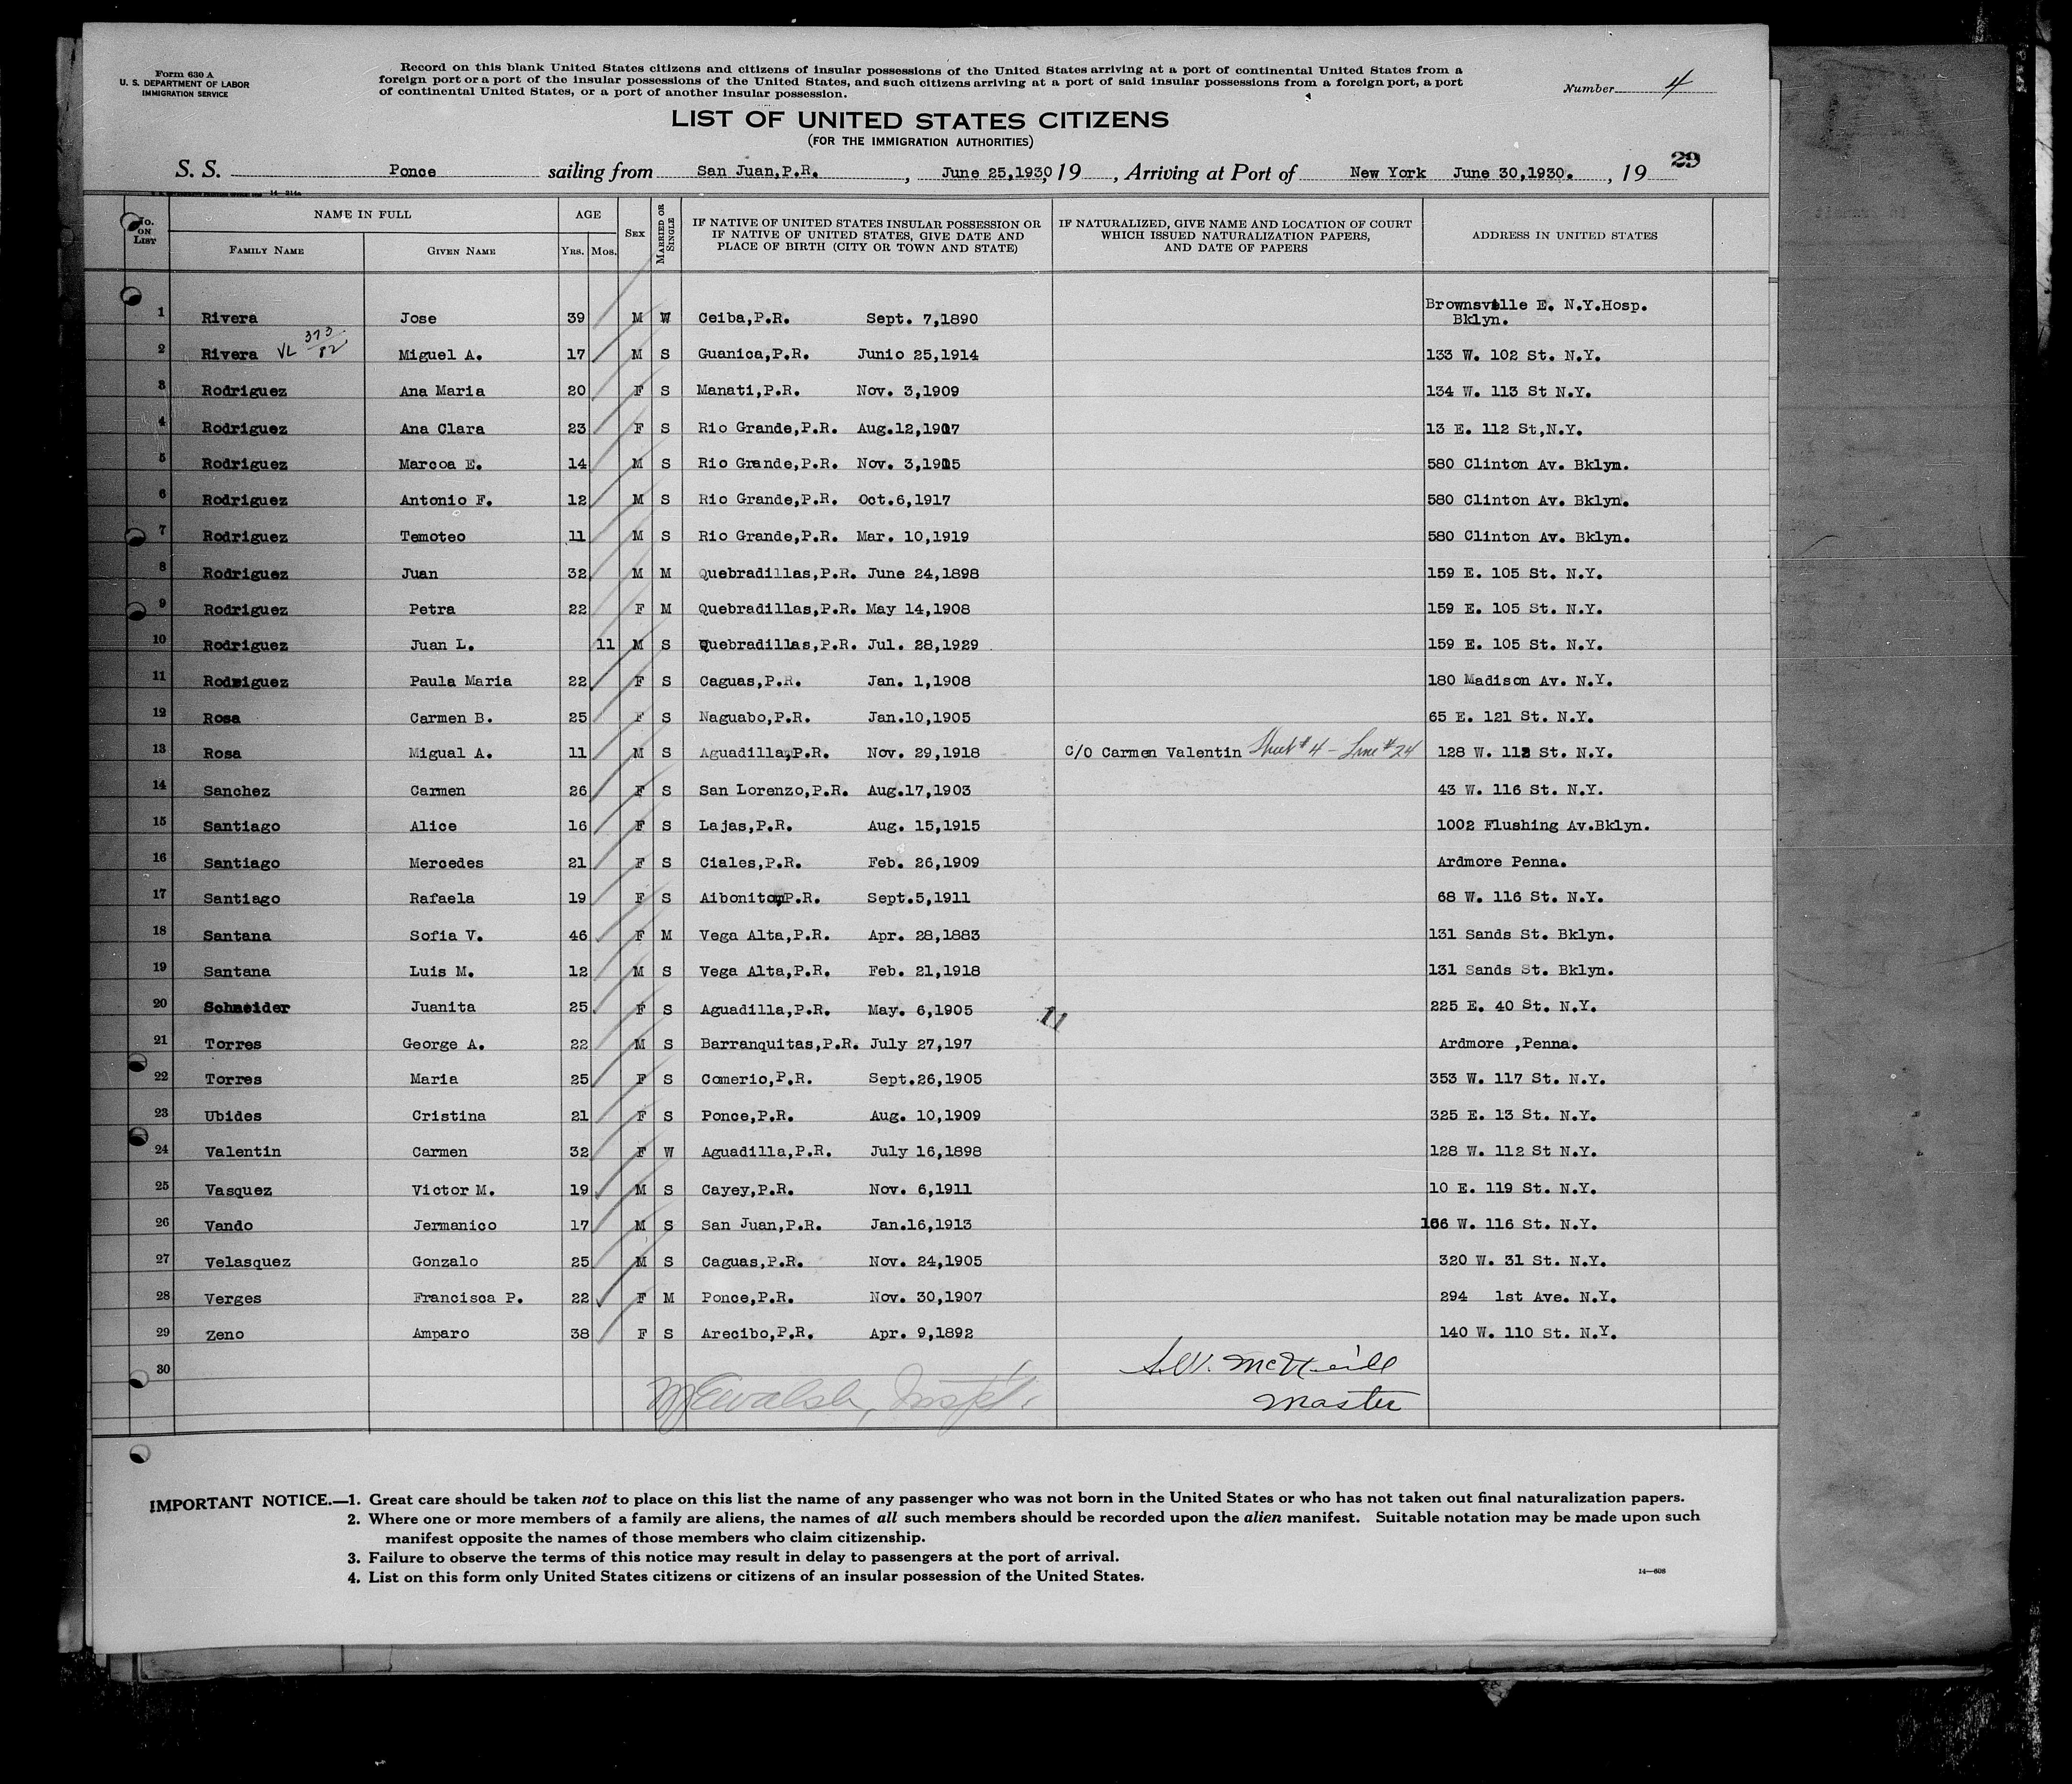 Form 630 A
U. S. DEPARTMENT OF LABOR
IMMIGRATION SERVICE
Record on this blank United States citizens and citizens of insular possessions of the United States arriving at a port of continental United States from a
foreign port or a port of the insular possessions of the United States, and such citizens arriving at a port of said insular possessions from a foreign port, a port
of continental United States, or a port of another insular possession.
Number 4
LIST OF UNITED STATES CITIZENS
(FOR THE IMMIGRATION AUTHORITIES)
29
S. S. Ponce sailing from San Juan,P.R. , June 25,1930, 19 , Arriving at Port of New York June 30,1930. , 19
No. ON LIST NAME IN FULL FAMILY NAME GIVEN NAME AGE YRS. MOS. SEX MARRIED OR SINGLE IF NATIVE OF UNITED STATES INSULAR POSSESSION OR IF NATIVE OF UNITED STATES, GIVE DATE AND PLACE OF BIRTH (CITY OR TOWN AND STATE) IF NATURALIZED, GIVE NAME AND LOCATION OF COURT WHICH ISSUED NATURALIZATION PAPERS, AND DATE OF PAPERS ADDRESS IN UNITED STATES
1 Rivera Jose 39 M W Ceiba,P.R. Sept. 7,1890 Brownsville E. N.Y.Hosp. Bklyn.
2 Rivera VL 373/82 Miguel A. 17 M S Guanica,P.R. Junio 25,1914 133 W. 102 St. N.Y.
3 Rodriguez Ana Maria 20 F S Manati,P.R. Nov. 3,1909 134 W. 113 St N.Y.
4 Rodriguez Ana Clara 23 F S Rio Grande,P.R. Aug.12,1907 13 E. 112 St,N.Y.
5 Rodriguez Marcoa E. 14 M S Rio Grande,P.R. Nov. 3,1915 580 Clinton Av. Bklyn.
6 Rodriguez Antonio F. 12 M S Rio Grande,P.R. Oct.6,1917 580 Clinton Av. Bklyn.
7 Rodriguez Temoteo 11 M S Rio Grande,P.R. Mar. 10,1919 580 Clinton Av. Bklyn.
8 Rodriguez Juan 32 M M Quebradillas,P.R. June 24,1898 159 E. 105 St. N.Y.
9 Rodriguez Petra 22 F M Quebradillas,P.R. May 14,1908 159 E. 105 St. N.Y.
10 Rodriguez Juan L. 11 M S Quebradillas,P.R. Jul. 28,1929 159 E. 105 St. N.Y.
11 Rodriguez Paula Maria 22 F S Caguas,P.R. Jan. 1,1908 180 Madison Av. N.Y.
12 Rosa Carmen B. 25 F S Naguabo,P.R. Jan.10,1905 65 E. 121 St. N.Y.
13 Rosa Migual A. 11 M S Aguadilla,P.R. Nov. 29,1918 C/O Carmen Valentin Sheet #4 - Line #24 128 W. 112 St. N.Y.
14 Sanchez Carmen 26 F S San Lorenzo,P.R. Aug.17,1903 43 W. 116 St. N.Y.
15 Santiago Alice 16 F S Lajas,P.R. Aug. 15,1915 1002 Flushing Av.Bklyn.
16 Santiago Mercedes 21 F S Ciales,P.R. Feb. 26,1909 Ardmore Penna.
17 Santiago Rafaela 19 F S Aibonito,P.R. Sept.5,1911 68 W. 116 St. N.Y.
18 Santana Sofia V. 46 F M Vega Alta,P.R. Apr. 28,1883 131 Sands St. Bklyn.
19 Santana Luis M. 12 M S Vega Alta,P.R. Feb. 21,1918 131 Sands St. Bklyn.
20 Schneider Juanita 25 F S Aguadilla,P.R. May. 6,1905 11 225 E. 40 St. N.Y.
21 Torres George A. 22 M S Barranquitas,P.R. July 27,197 Ardmore ,Penna.
22 Torres Maria 25 F S Comerio,P.R. Sept.26,1905 353 W. 117 St. N.Y.
23 Ubides Cristina 21 F S Ponce,P.R. Aug. 10,1909 325 E. 13 St. N.Y.
24 Valentin Carmen 32 F W Aguadilla,P.R. July 16,1898 128 W. 112 St N.Y.
25 Vasquez Victor M. 19 M S Cayey,P.R. Nov. 6,1911 10 E. 119 St. N.Y.
26 Vando Jermanico 17 M S San Juan,P.R. Jan.16,1913 166 W. 116 St. N.Y.
27 Velasquez Gonzalo 25 M S Caguas,P.R. Nov. 24,1905 320 W. 31 St. N.Y.
28 Verges Francisca P. 22 F M Ponce,P.R. Nov. 30,1907 294 1st Ave. N.Y.
29 Zeno Amparo 38 F S Arecibo,P.R. Apr. 9,1892 140 W. 110 St. N.Y.
30 McNeill
Walsh, Inspt. Master
IMPORTANT NOTICE.—1. Great care should be taken not to place on this list the name of any passenger who was not born in the United States or who has not taken out final naturalization papers.
2. Where one or more members of a family are aliens, the names of all such members should be recorded upon the alien manifest. Suitable notation may be made upon such
manifest opposite the names of those members who claim citizenship.
3. Failure to observe the terms of this notice may result in delay to passengers at the port of arrival.
4. List on this form only United States citizens or citizens of an insular possession of the United States.
14—608